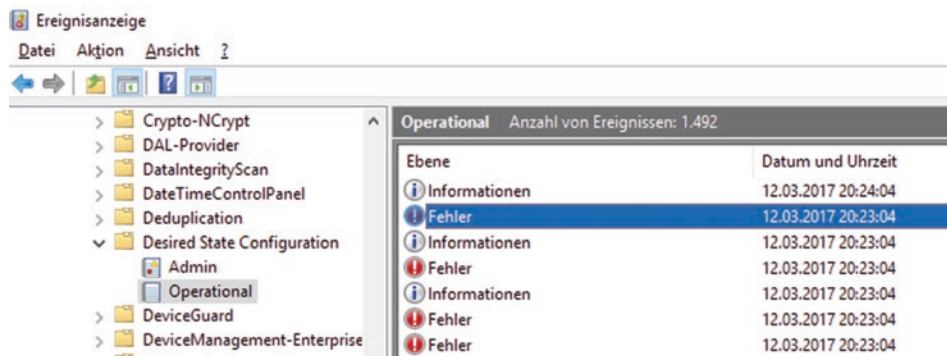 Ereignisanzeige
Datei Aktion Ansicht ?
Crypto-NCrypt
DAL-Provider
DataIntegrityScan
DateTimeControlPanel
Deduplication
Desired State Configuration
Admin
Operational
DeviceGuard
DeviceManagement-Enterprise
Operational Anzahl von Ereignissen: 1.492
Ebene Datum und Uhrzeit
Informationen 12.03.2017 20:24:04
Fehler 12.03.2017 20:23:04
Informationen 12.03.2017 20:23:04
Fehler 12.03.2017 20:23:04
Informationen 12.03.2017 20:23:04
Fehler 12.03.2017 20:23:04
Fehler 12.03.2017 20:23:04